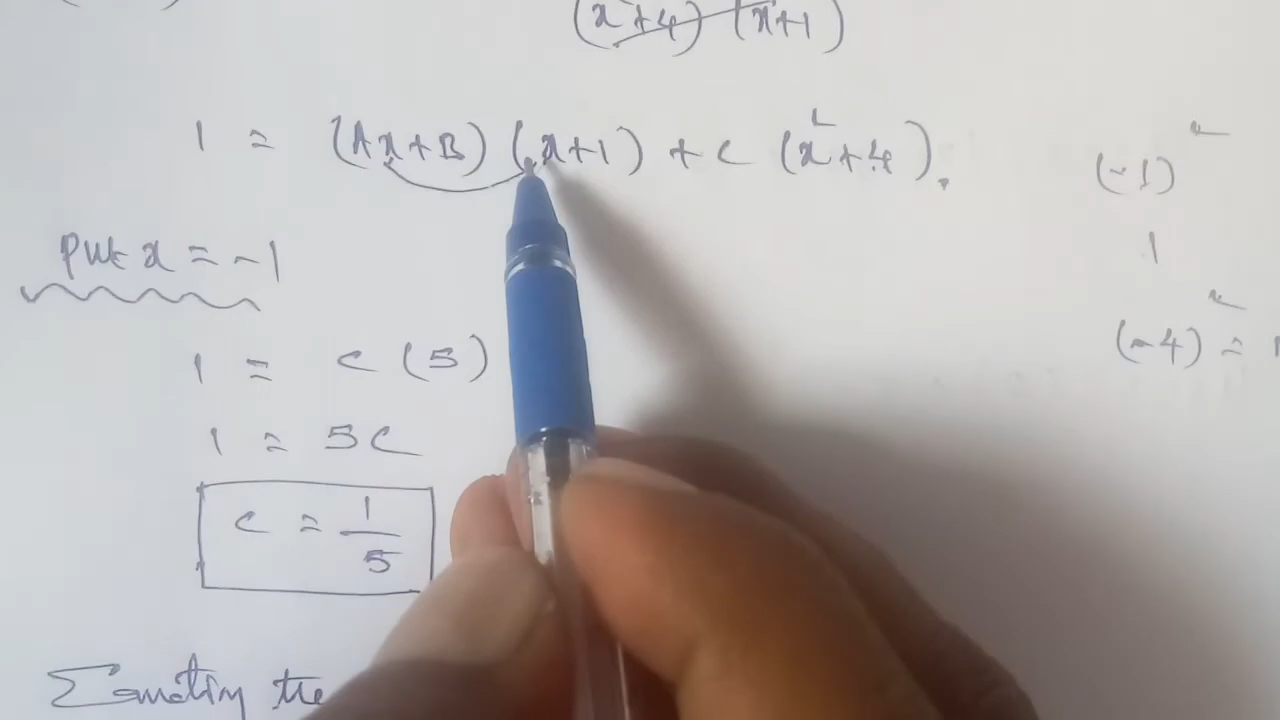 (x²+4) (x+1)
1 = (Ax+B) (x+1) + C (x²+4).
(-1)²
put x = -1
1
1 = C (5)
(-4)² =
1 = 5C
C = 1/5
Equating the